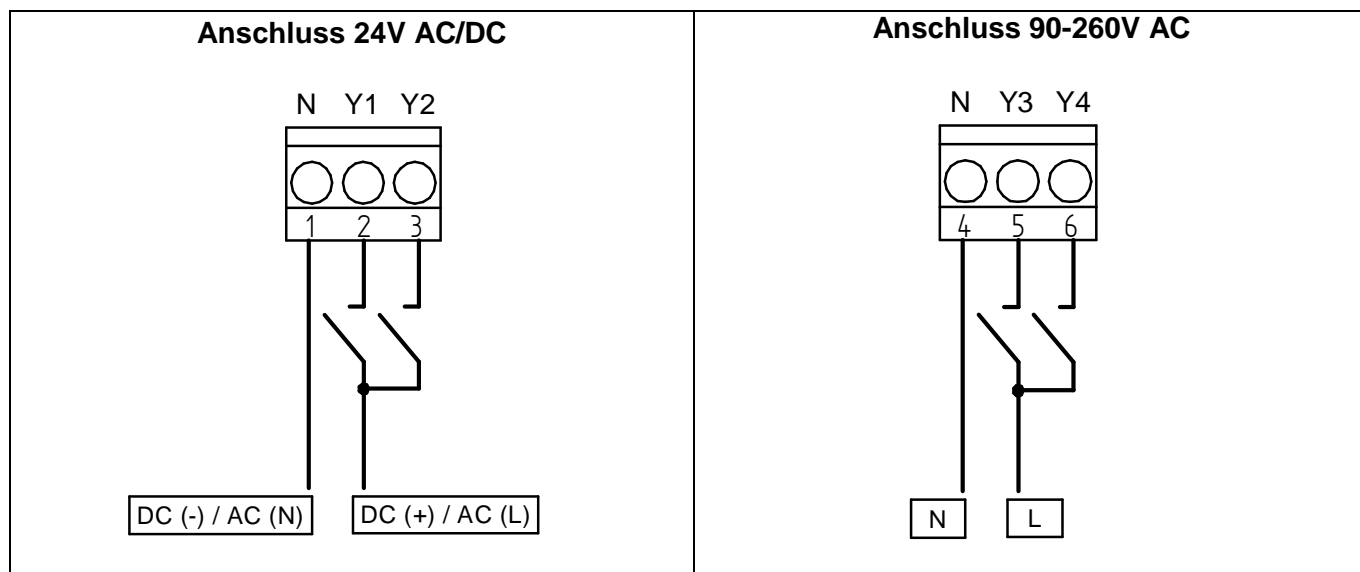 Anschluss 24V AC/DC
N Y1 Y2
1 2 3
DC (-) / AC (N) DC (+) / AC (L)
Anschluss 90-260V AC
N Y3 Y4
4 5 6
N L